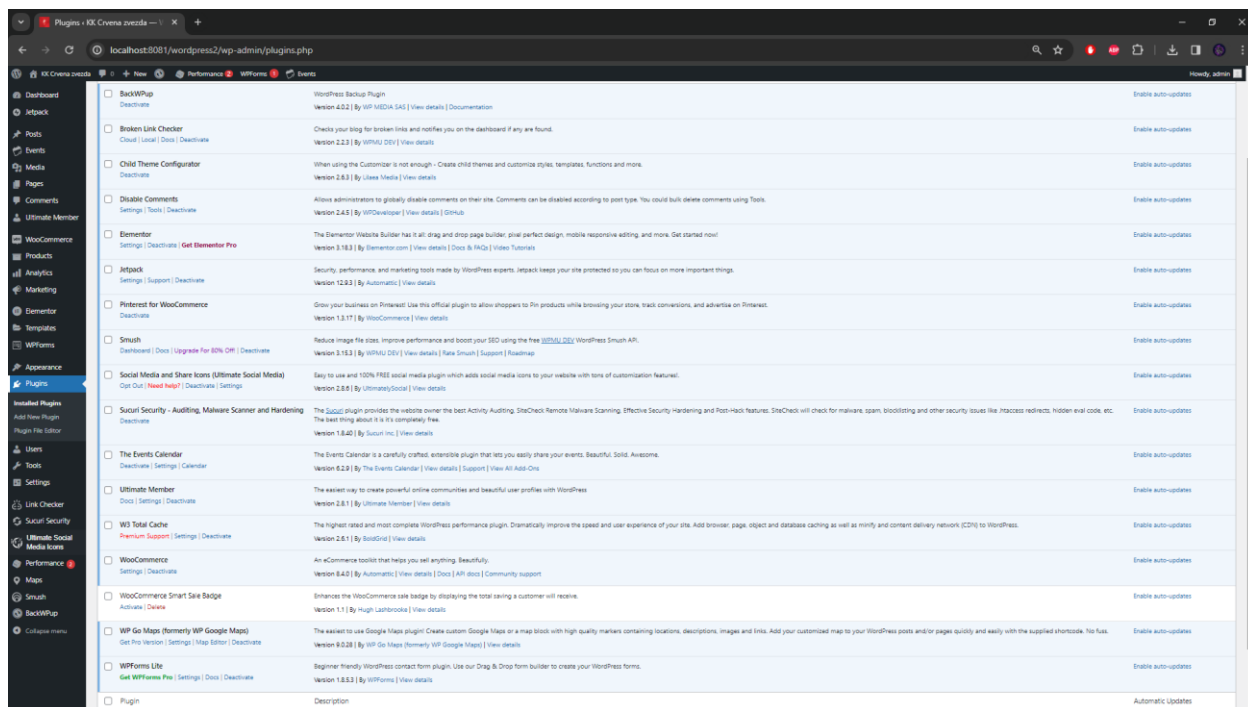 Plugins ‹ KK Crvena zvezda — W
localhost:8081/wordpress2/wp-admin/plugins.php
KK Crvena zvezda 0 New Performance 2 WPForms Events Howdy, admin
Dashboard
Jetpack
Posts
Events
Media
Pages
Comments
Ultimate Member
WooCommerce
Products
Analytics
Marketing
Elementor
Templates
WPForms
Appearance
Plugins
Installed Plugins
Add New Plugin
Plugin File Editor
Users
Tools
Settings
Link Checker
Sucuri Security
Ultimate Social
Media Icons
Performance 2
Maps
Smush
BackWPup
Collapse menu
BackWPup WordPress Backup Plugin Enable auto-updates
Deactivate Version 4.0.2 | By WP MEDIA SAS | View details | Documentation
Broken Link Checker Checks your blog for broken links and notifies you on the dashboard if any are found. Enable auto-updates
Cloud | Local | Docs | Deactivate Version 2.2.3 | By WPMU DEV | View details
Child Theme Configurator When using the Customizer is not enough - Create child themes and customize styles, templates, functions and more. Enable auto-updates
Deactivate Version 2.6.3 | By Lilaea Media | View details
Disable Comments Allows administrators to globally disable comments on their site. Comments can be disabled according to post type. You could bulk delete comments using Tools. Enable auto-updates
Settings | Tools | Deactivate Version 2.4.5 | By WPDeveloper | View details | GitHub
Elementor The Elementor Website Builder has it all: drag and drop page builder, pixel perfect design, mobile responsive editing, and more. Get started now! Enable auto-updates
Settings | Deactivate | Get Elementor Pro Version 3.18.3 | By Elementor.com | View details | Docs & FAQs | Video Tutorials
Jetpack Security, performance, and marketing tools made by WordPress experts. Jetpack keeps your site protected so you can focus on more important things. Enable auto-updates
Settings | Support | Deactivate Version 12.9.3 | By Automattic | View details
Pinterest for WooCommerce Grow your business on Pinterest! Use this official plugin to allow shoppers to Pin products while browsing your store, track conversions, and advertise on Pinterest. Enable auto-updates
Deactivate Version 1.3.17 | By WooCommerce | View details
Smush Reduce image file sizes, improve performance and boost your SEO using the free WPMU DEV WordPress Smush API. Enable auto-updates
Dashboard | Docs | Upgrade For 80% Off! | Deactivate Version 3.15.3 | By WPMU DEV | View details | Rate Smush | Support | Roadmap
Social Media and Share Icons (Ultimate Social Media) Easy to use and 100% FREE social media plugin which adds social media icons to your website with tons of customization features!. Enable auto-updates
Opt Out | Need help? | Deactivate | Settings Version 2.8.6 | By UltimatelySocial | View details
Sucuri Security - Auditing, Malware Scanner and Hardening The Sucuri plugin provides the website owner the best Activity Auditing, SiteCheck Remote Malware Scanning, Effective Security Hardening and Post-Hack features. SiteCheck will check for malware, spam, blocklisting and other security issues like .htaccess redirects, hidden eval code, etc. Enable auto-updates
Deactivate The best thing about it is it's completely free.
Version 1.8.40 | By Sucuri Inc. | View details
The Events Calendar The Events Calendar is a carefully crafted, extensible plugin that lets you easily share your events. Beautiful. Solid. Awesome. Enable auto-updates
Deactivate | Settings | Calendar Version 6.2.9 | By The Events Calendar | View details | Support | View All Add-Ons
Ultimate Member The easiest way to create powerful online communities and beautiful user profiles with WordPress Enable auto-updates
Docs | Settings | Deactivate Version 2.8.1 | By Ultimate Member | View details
W3 Total Cache The highest rated and most complete WordPress performance plugin. Dramatically improve the speed and user experience of your site. Add browser, page, object and database caching as well as minify and content delivery network (CDN) to WordPress. Enable auto-updates
Premium Support | Settings | Deactivate Version 2.6.1 | By BoldGrid | View details
WooCommerce An eCommerce toolkit that helps you sell anything. Beautifully. Enable auto-updates
Settings | Deactivate Version 8.4.0 | By Automattic | View details | Docs | API docs | Community support
WooCommerce Smart Sale Badge Enhances the WooCommerce sale badge by displaying the total saving a customer will receive. Enable auto-updates
Activate | Delete Version 1.1 | By Hugh Lashbrooke | View details
WP Go Maps (formerly WP Google Maps) The easiest to use Google Maps plugin! Create custom Google Maps or a map block with high quality markers containing locations, descriptions, images and links. Add your customized map to your WordPress posts and/or pages quickly and easily with the supplied shortcode. No fuss. Enable auto-updates
Get Pro Version | Settings | Map Editor | Deactivate Version 9.0.28 | By WP Go Maps (formerly WP Google Maps) | View details
WPForms Lite Beginner friendly WordPress contact form plugin. Use our Drag & Drop form builder to create your WordPress forms. Enable auto-updates
Get WPForms Pro | Settings | Docs | Deactivate Version 1.8.5.3 | By WPForms | View details
Plugin Description Automatic Updates